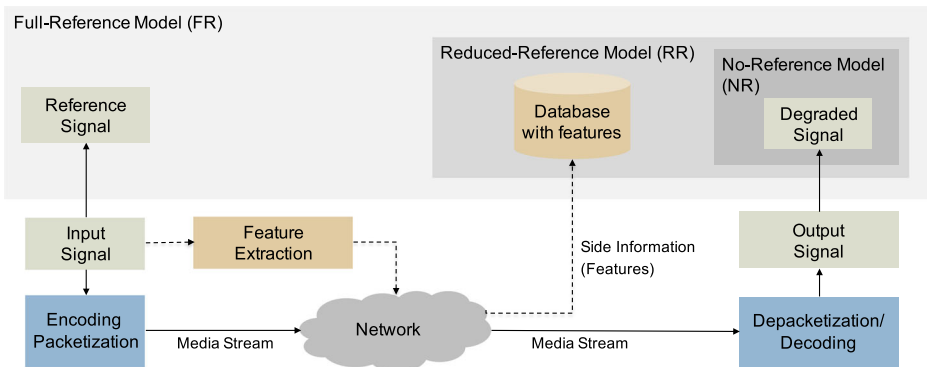 Full-Reference Model (FR)
Reduced-Reference Model (RR)
No-Reference Model
(NR)
Reference
Signal
Database
with features
Degraded
Signal
Input
Signal
Feature
Extraction
Side Information
(Features)
Output
Signal
Encoding
Packetization
Media Stream
Network
Media Stream
Depacketization/
Decoding